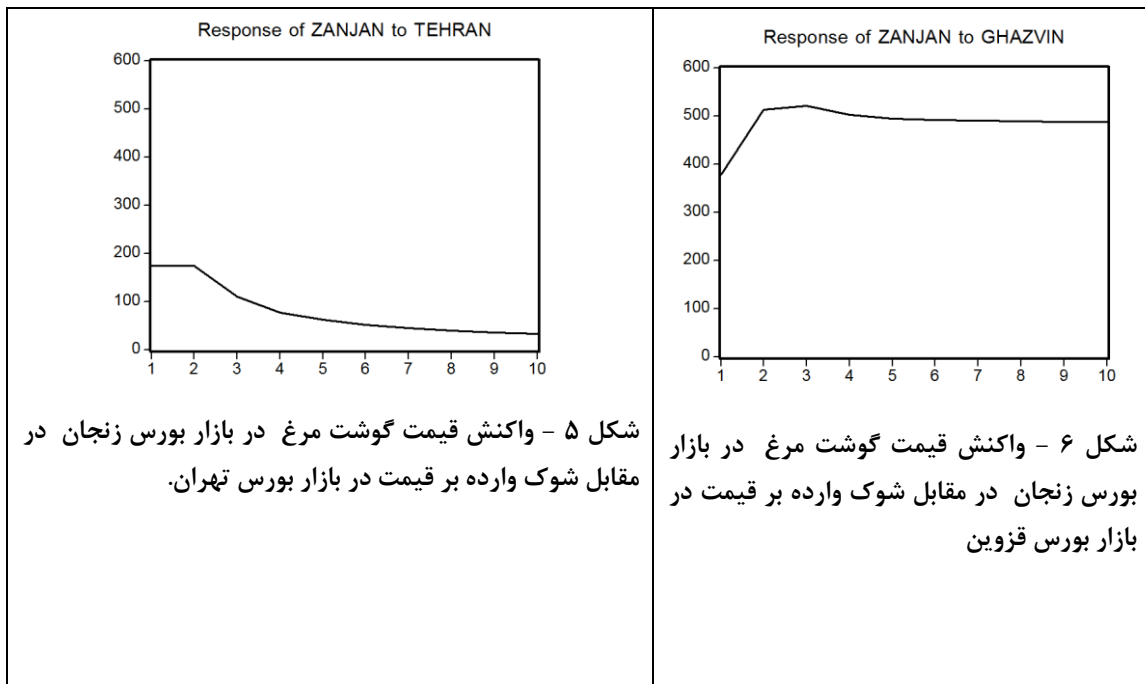 Response of ZANJAN to TEHRAN
600
500
400
300
200
100
0
1 2 3 4 5 6 7 8 9 10
شکل ۵ - واکنش قیمت گوشت مرغ در بازار بورس زنجان در
مقابل شوک وارده بر قیمت در بازار بورس تهران.
Response of ZANJAN to GHAZVIN
600
500
400
300
200
100
0
1 2 3 4 5 6 7 8 9 10
شکل ۶ - واکنش قیمت گوشت مرغ در بازار
بورس زنجان در مقابل شوک وارده بر قیمت در
بازار بورس قزوین